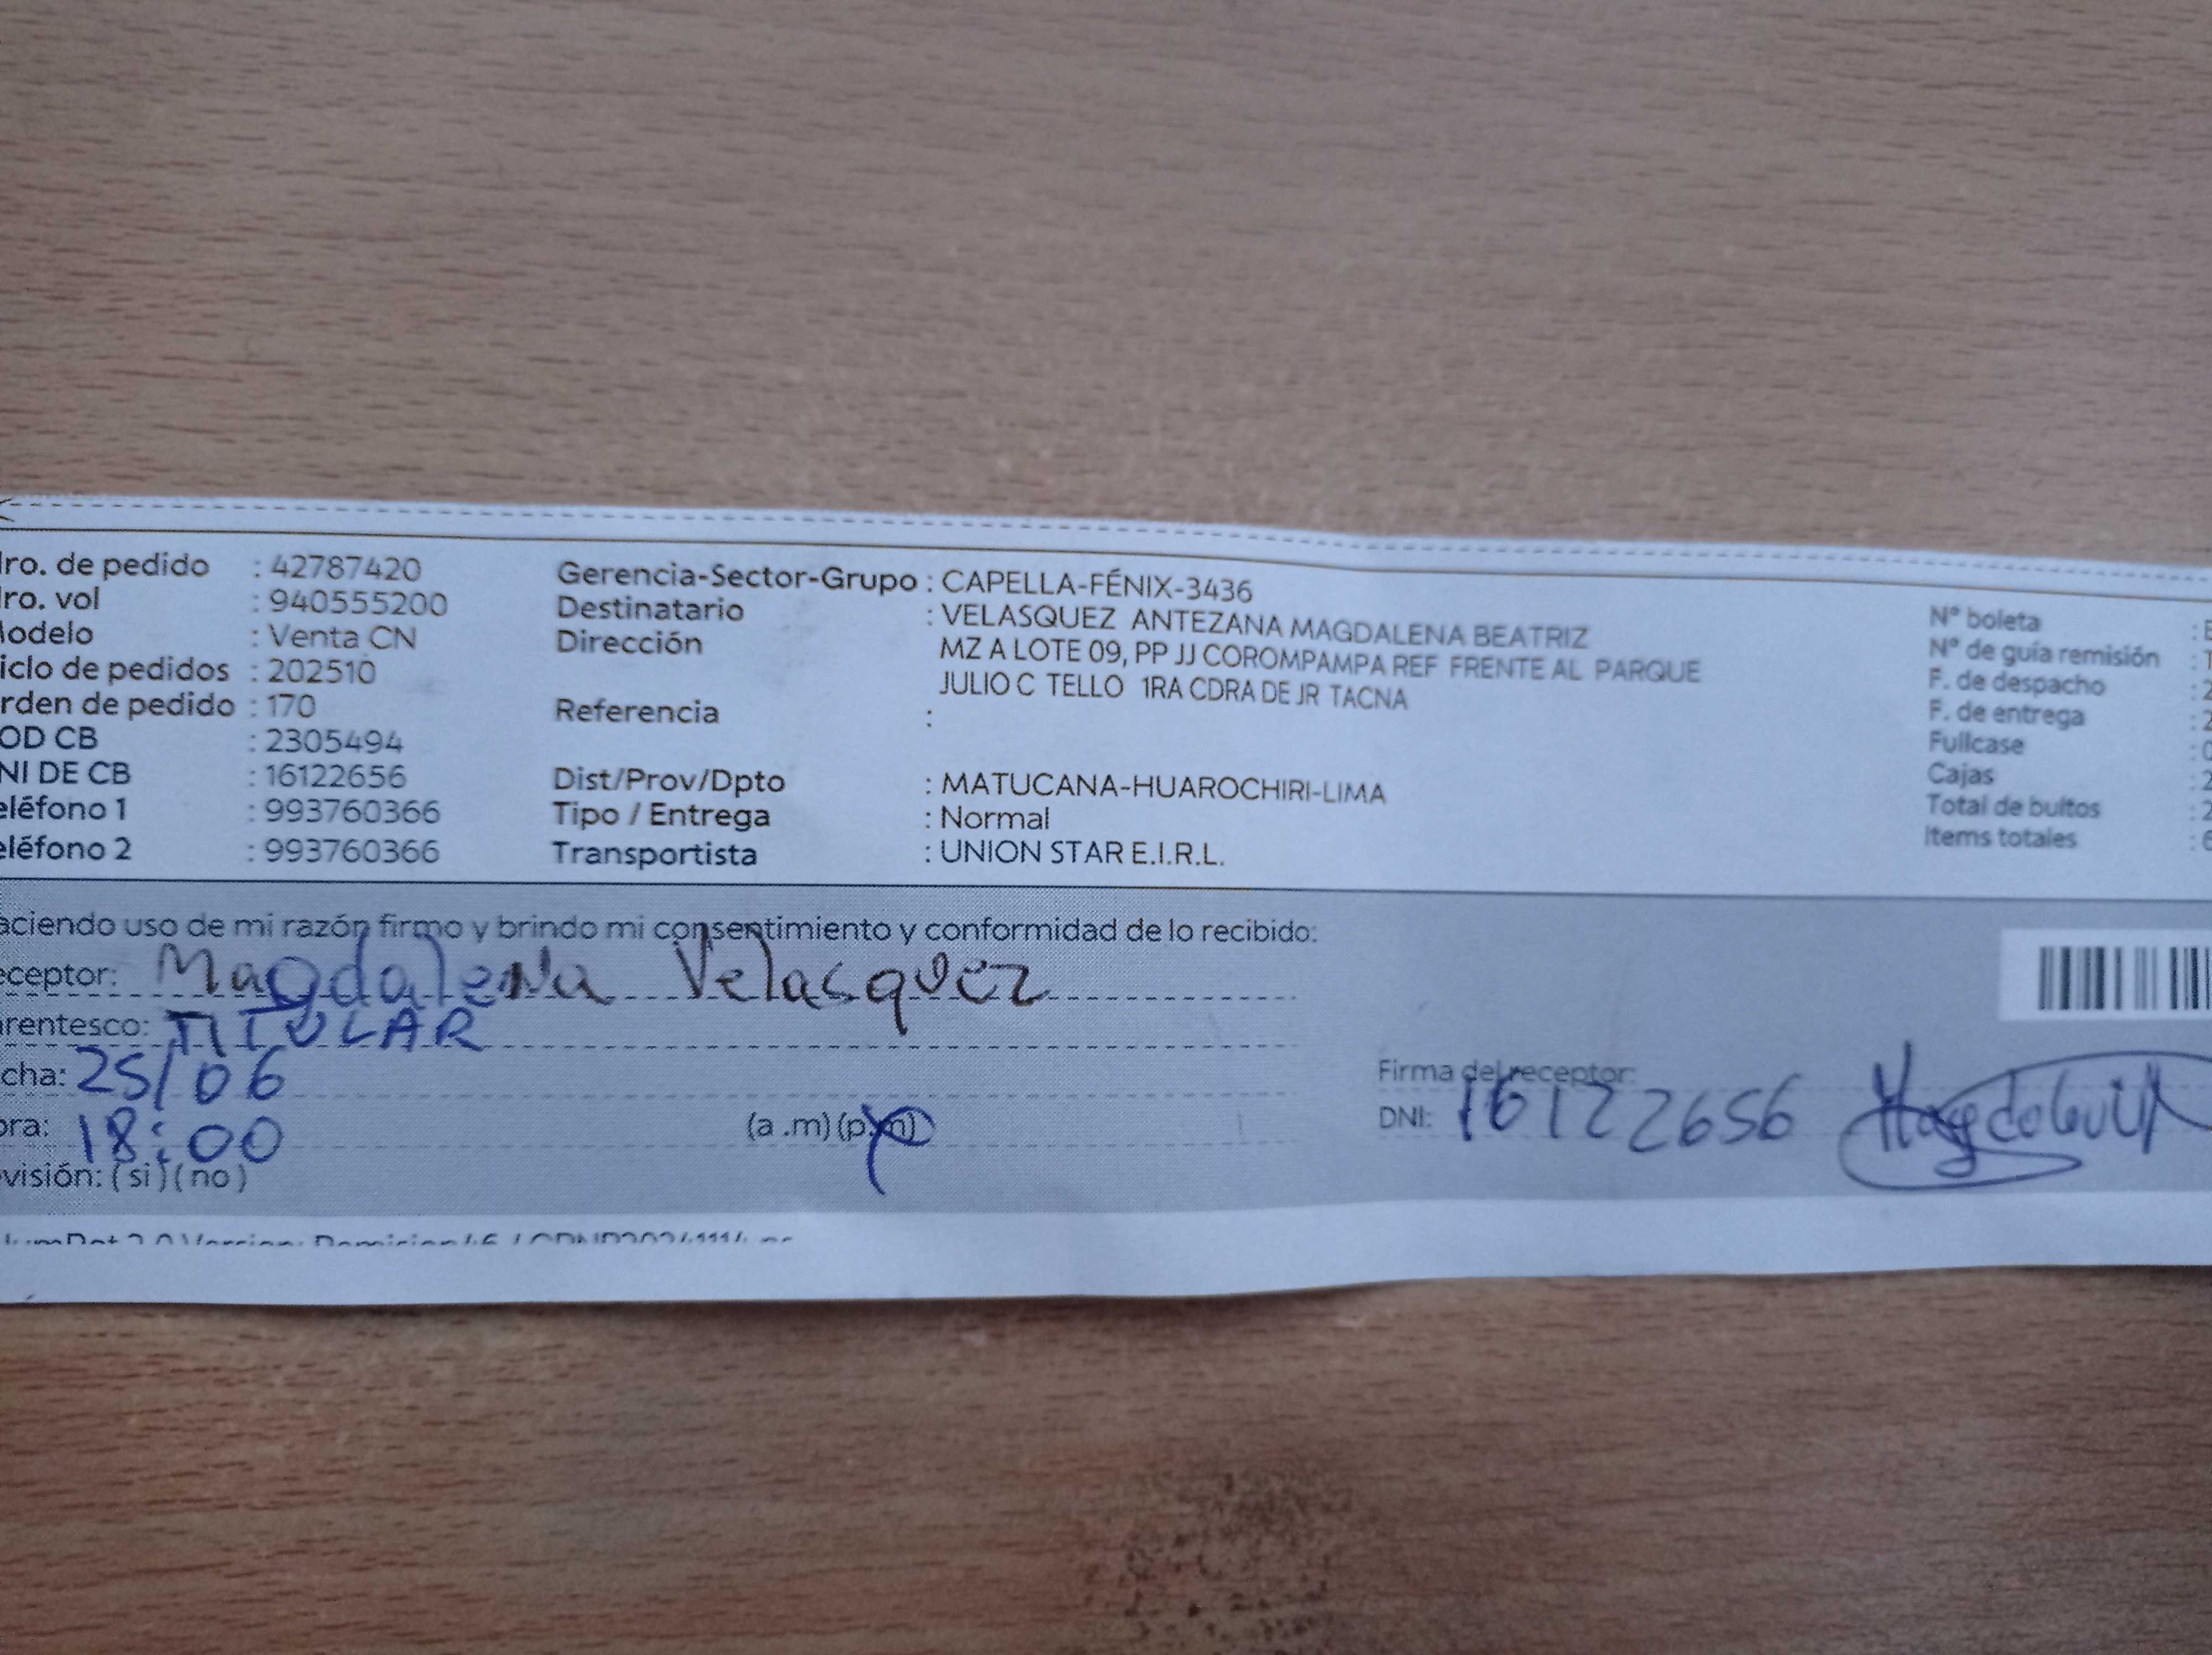 ro. de pedido : 42787420
ro. vol : 940555200
odelo : Venta CN
iclo de pedidos : 202510
rden de pedido : 170
OD CB : 2305494
NI DE CB : 16122656
eléfono 1 : 993760366
eléfono 2 : 993760366
Gerencia-Sector-Grupo : CAPELLA-FÉNIX-3436
Destinatario : VELASQUEZ ANTEZANA MAGDALENA BEATRIZ
Dirección MZ A LOTE 09, PP JJ COROMPAMPA REF FRENTE AL PARQUE
JULIO C TELLO 1RA CDRA DE JR TACNA
Referencia :
Dist/Prov/Dpto : MATUCANA-HUAROCHIRI-LIMA
Tipo / Entrega : Normal
Transportista : UNION STAR E.I.R.L.
N° boleta :
N° de guía remisión :
F. de despacho :
F. de entrega :
Fullcase :
Cajas :
Total de bultos :
Items totales :
aciendo uso de mi razón firmo y brindo mi consentimiento y conformidad de lo recibido:
eceptor: Magdalena Velasquez
rentesco: TITULAR
cha: 25/06
ora: 18:00 (a .m) (p.m)
visión: (si) (no)
Firma del receptor:
DNI: 16122656